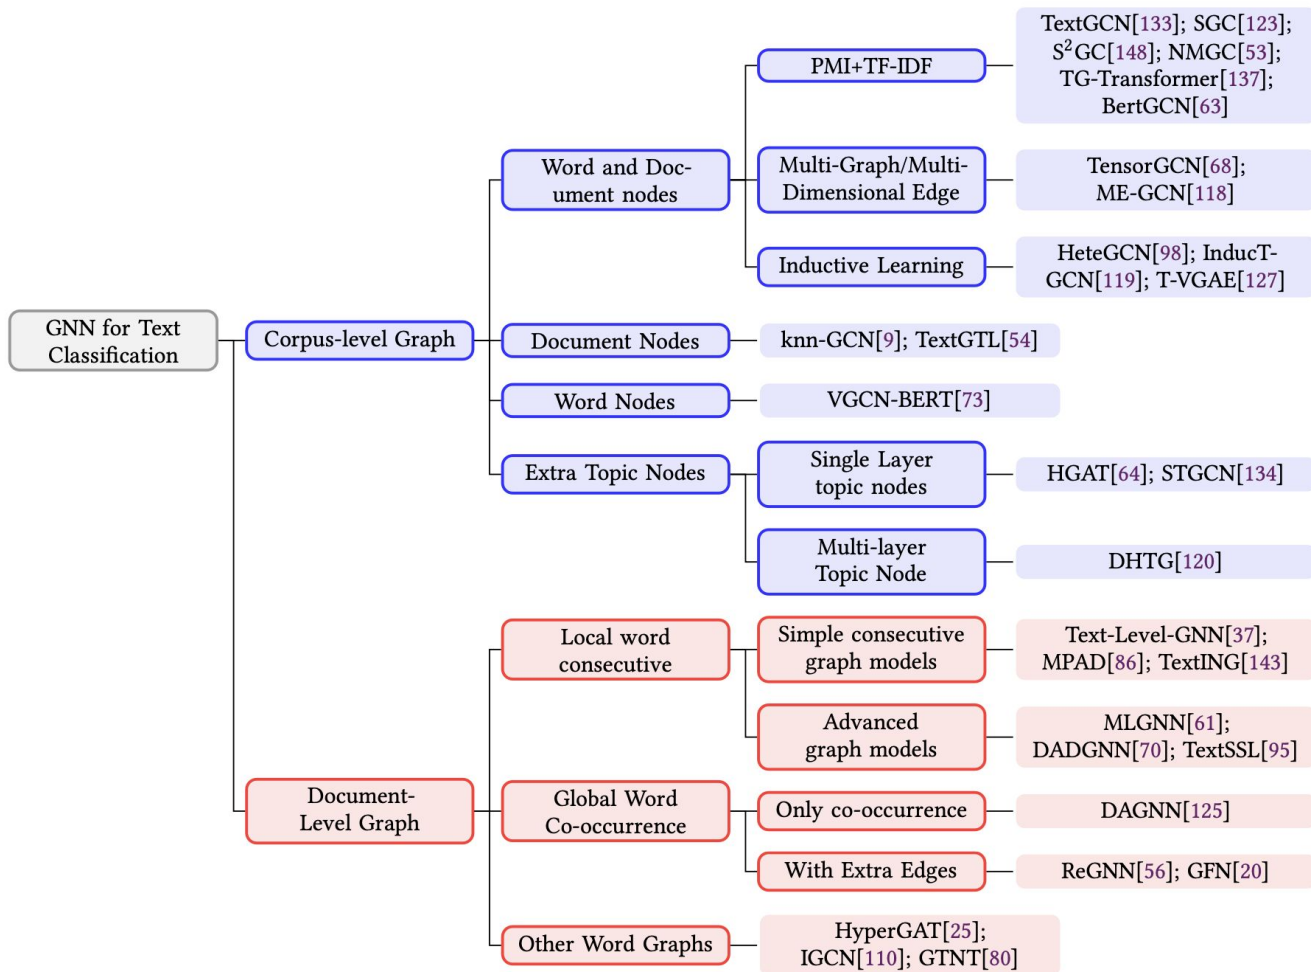 GNN for Text
Classification
Corpus-level Graph
Word and Doc-
ument nodes
PMI+TF-IDF
TextGCN[133]; SGC[123];
S²GC[148]; NMGC[53];
TG-Transformer[137];
BertGCN[63]
Multi-Graph/Multi-
Dimensional Edge
TensorGCN[68];
ME-GCN[118]
Inductive Learning
HeteGCN[98]; InducT-
GCN[119]; T-VGAE[127]
Document Nodes
knn-GCN[9]; TextGTL[54]
Word Nodes
VGCN-BERT[73]
Extra Topic Nodes
Single Layer
topic nodes
HGAT[64]; STGCN[134]
Multi-layer
Topic Node
DHTG[120]
Document-
Level Graph
Local word
consecutive
Simple consecutive
graph models
Text-Level-GNN[37];
MPAD[86]; TextING[143]
Advanced
graph models
MLGNN[61];
DADGNN[70]; TextSSL[95]
Global Word
Co-occurrence
Only co-occurrence
DAGNN[125]
With Extra Edges
ReGNN[56]; GFN[20]
Other Word Graphs
HyperGAT[25];
IGCN[110]; GTNT[80]